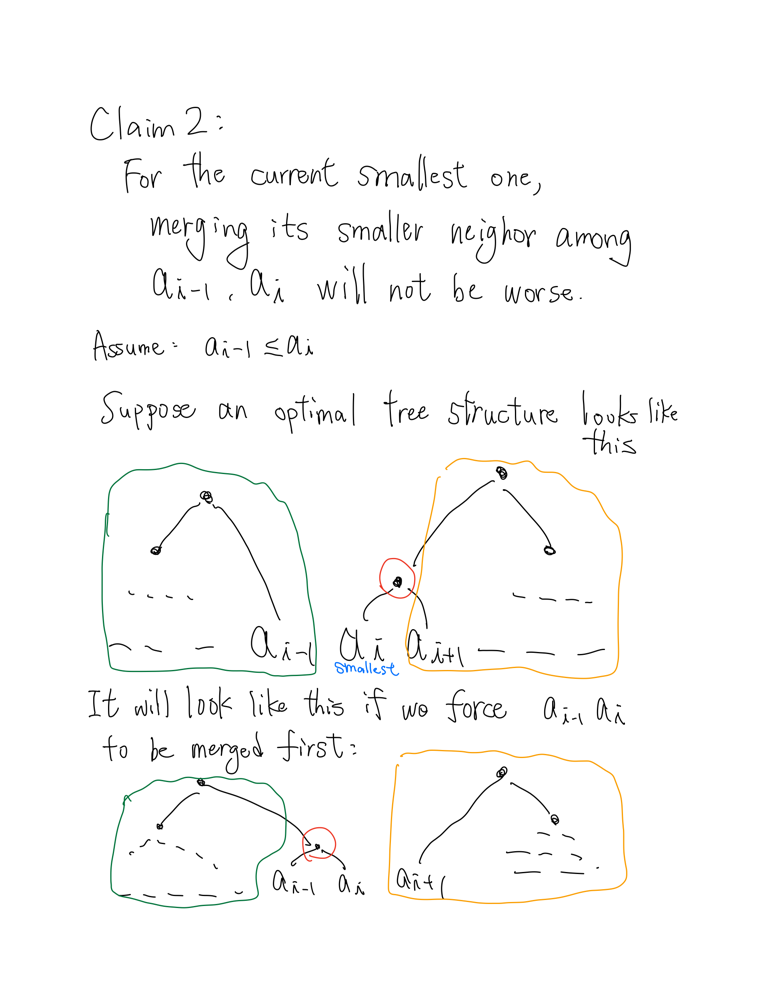 Claim 2:
For the current smallest one,
merging its smaller neighor among
a_{i-1}, a_i will not be worse.
Assume: a_{i-1} ≤ a_i
Suppose an optimal tree structure looks like
this
a_{i-1} a_i a_{i+1}
smallest
It will look like this if we force a_{i-1} a_i
to be merged first:
a_{i-1} a_i a_{i+1}